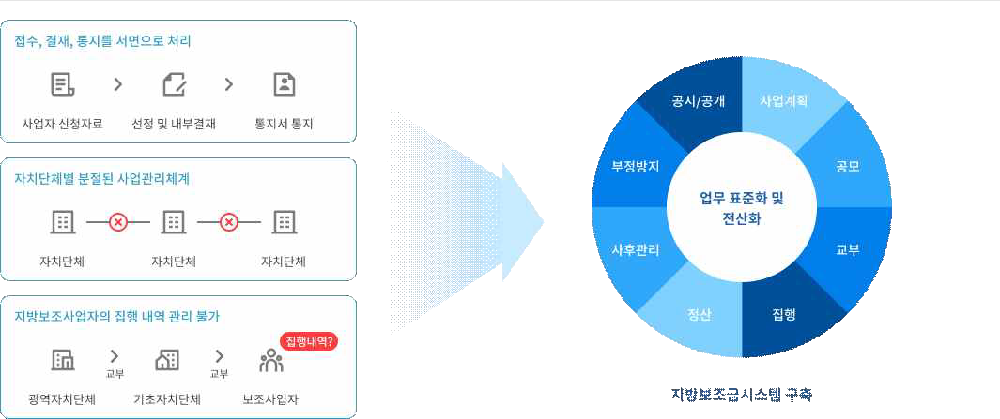 접수, 결재, 통지를 서면으로 처리
사업자 신청자료
선정 및 내부결재
통지서 통지
자치단체별 분절된 사업관리체계
자치단체
자치단체
자치단체
지방보조사업자의 집행 내역 관리 불가
집행내역?
교부
교부
광역자치단체
기초자치단체
보조사업자
공시/공개
사업계획
부정방지
공모
업무 표준화 및
전산화
사후관리
교부
정산
집행
지방보조금시스템 구축